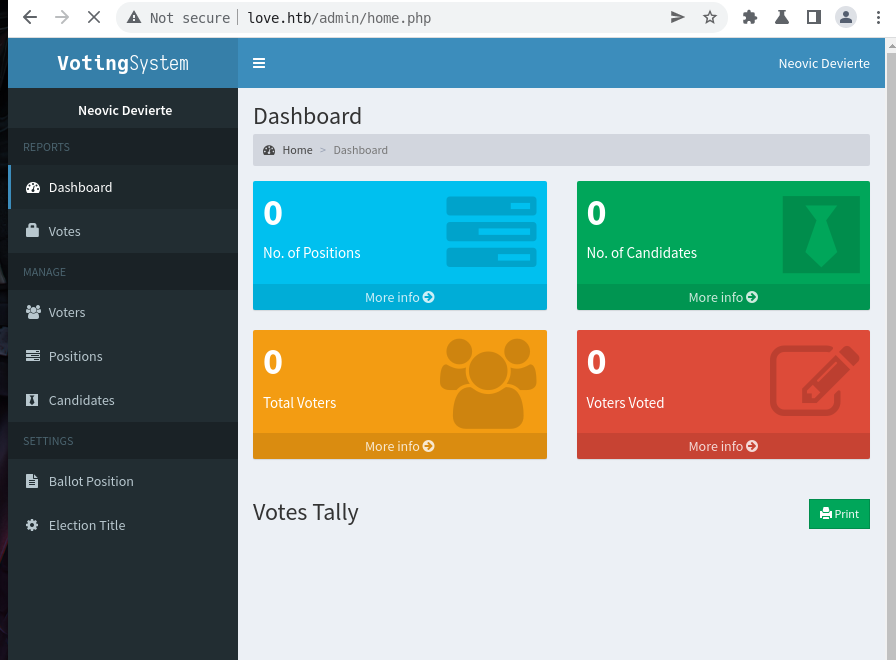 Not secure love.htb/admin/home.php
VotingSystem
Neovic Devierte
Neovic Devierte
REPORTS
Dashboard
Votes
MANAGE
Voters
Positions
Candidates
SETTINGS
Ballot Position
Election Title
Dashboard
Home > Dashboard
0
No. of Positions
More info
0
No. of Candidates
More info
0
Total Voters
More info
0
Voters Voted
More info
Votes Tally
Print